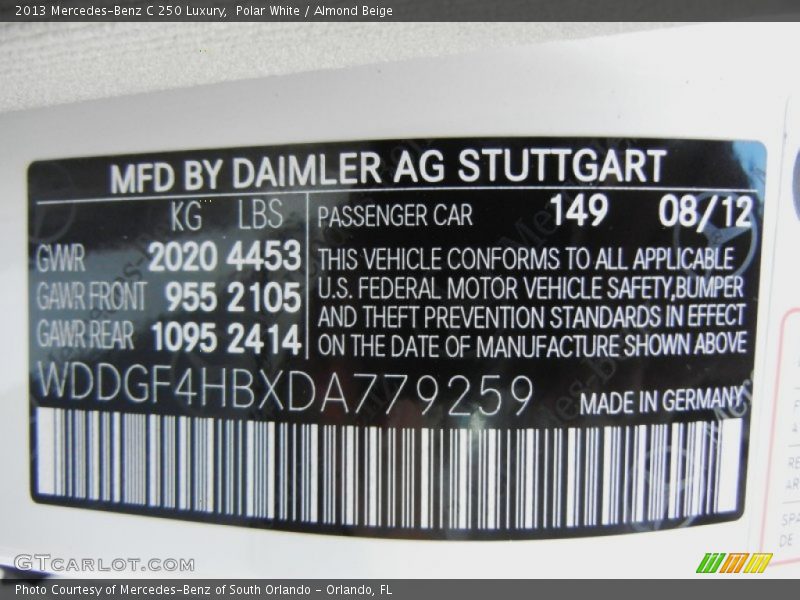 2013 Mercedes-Benz C 250 Luxury,  Polar White / Almond Beige
MFD BY DAIMLER AG STUTTGART
KG LBS
GWR 2020 4453
GAWR FRONT 955 2105
GAWR REAR 1095 2414
PASSENGER CAR 149 08/12
THIS VEHICLE CONFORMS TO ALL APPLICABLE
U.S. FEDERAL MOTOR VEHICLE SAFETY,BUMPER
AND THEFT PREVENTION STANDARDS IN EFFECT
ON THE DATE OF MANUFACTURE SHOWN ABOVE
WDDGF4HBXDA779259
MADE IN GERMANY
GTCARLOT.COM
Photo Courtesy of Mercedes-Benz of South Orlando - Orlando, FL